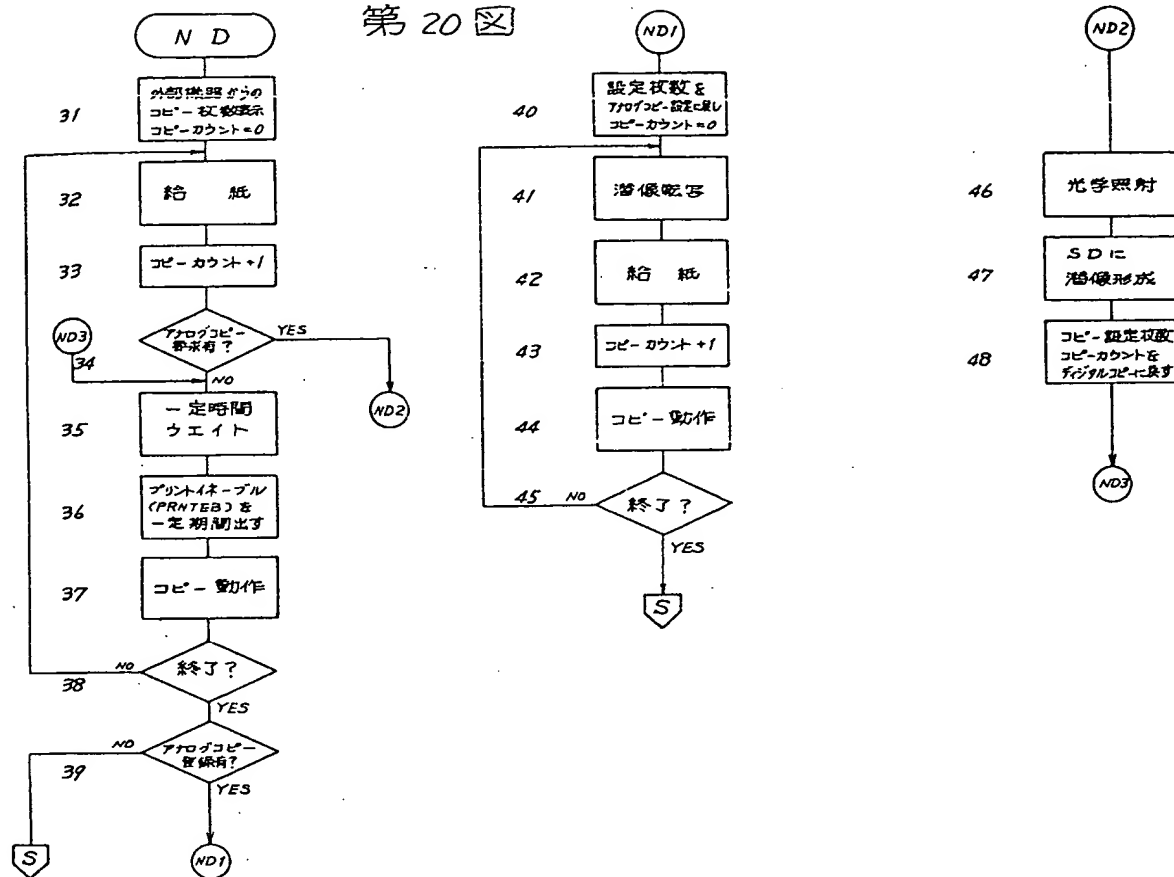 第20図
ND
31
外部機器からの
コピー枚数表示
コピーカウント=0
32
給紙
33
コピーカウント+1
ND3
34
アナログコピー
要求有?
YES
NO
ND2
35
一定時間
ウエイト
36
プリントイネーブル
(PRNTEB)を
一定期間出す
37
コピー動作
38
終了?
NO
YES
39
アナログコピー
登録有?
NO
YES
S
ND1
ND1
40
設定枚数を
アナログコピー設定に戻し
コピーカウント=0
41
潜像転写
42
給紙
43
コピーカウント+1
44
コピー動作
45
NO
終了?
YES
S
ND2
46
光学照射
47
SDに
潜像形成
48
コピー設定枚数
コピーカウントを
ディジタルコピーに戻す
ND3